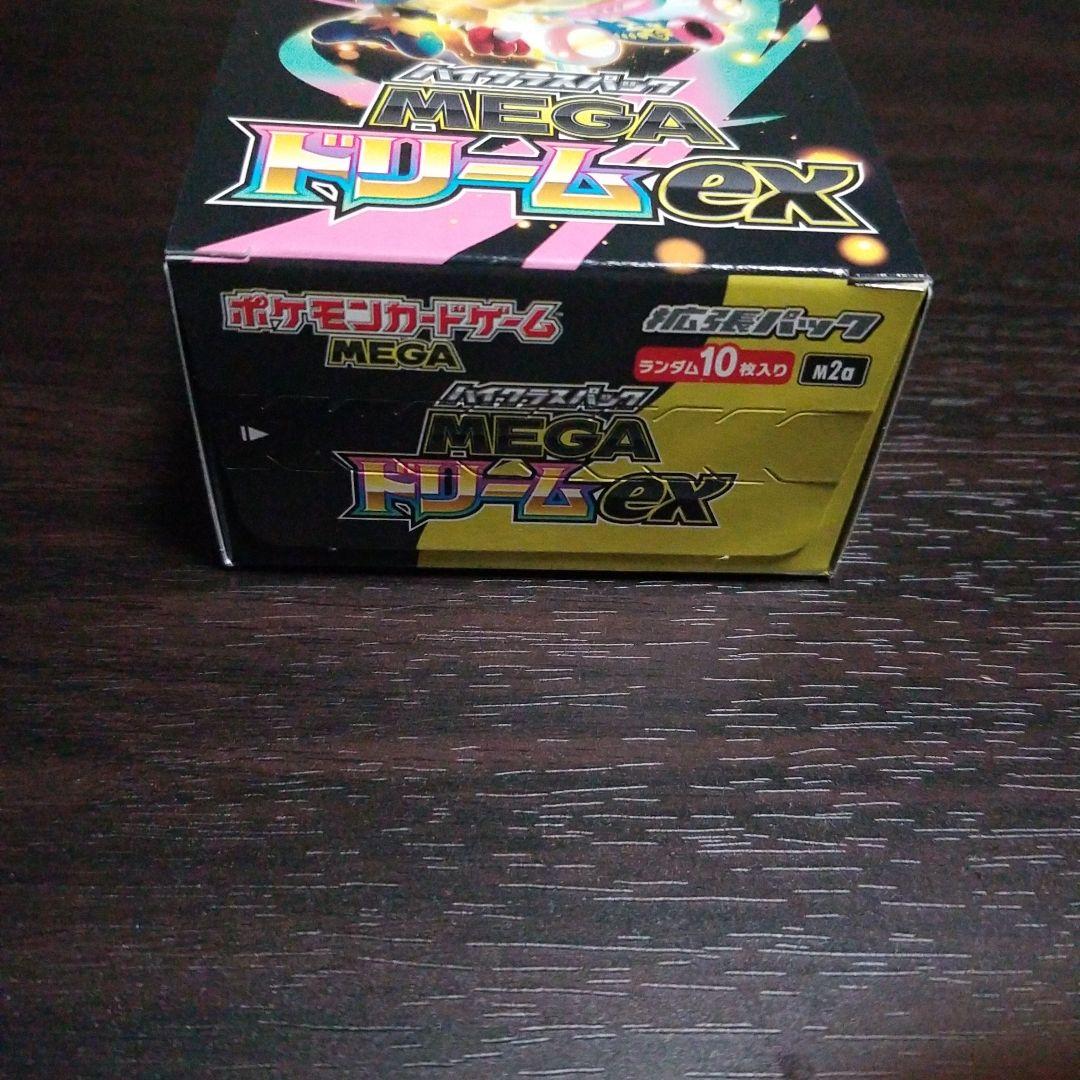 ハイクラスパック
MEGA
ドリームex
ポケモンカードゲーム
MEGA
拡張パック
ランダム10枚入り
M2a
ハイクラスパック
MEGA
ドリームex